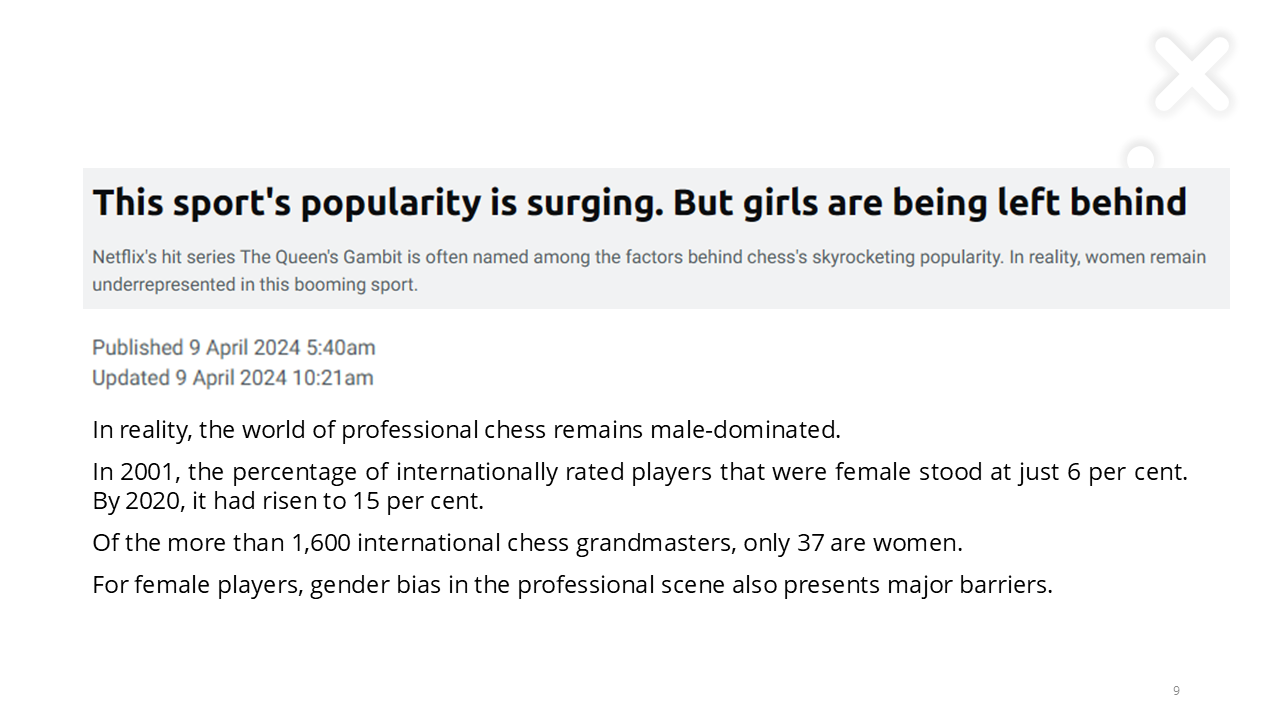 This sport's popularity is surging. But girls are being left behind
Netflix's hit series The Queen's Gambit is often named among the factors behind chess's skyrocketing popularity. In reality, women remain
underrepresented in this booming sport.
Published 9 April 2024 5:40am
Updated 9 April 2024 10:21am
In reality, the world of professional chess remains male-dominated.
In 2001, the percentage of internationally rated players that were female stood at just 6 per cent.
By 2020, it had risen to 15 per cent.
Of the more than 1,600 international chess grandmasters, only 37 are women.
For female players, gender bias in the professional scene also presents major barriers.
9